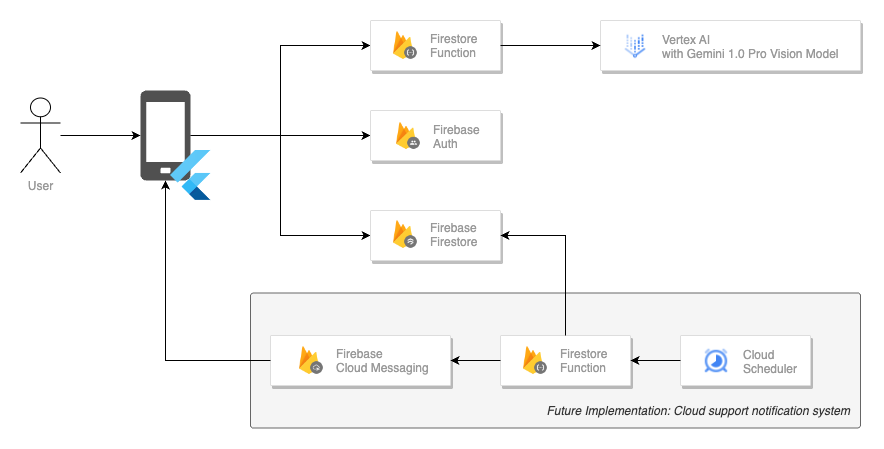 Firestore
Function
Vertex AI
with Gemini 1.0 Pro Vision Model
Firebase
Auth
User
Firebase
Firestore
Firebase
Cloud Messaging
Firestore
Function
Cloud
Scheduler
Future Implementation: Cloud support notification system